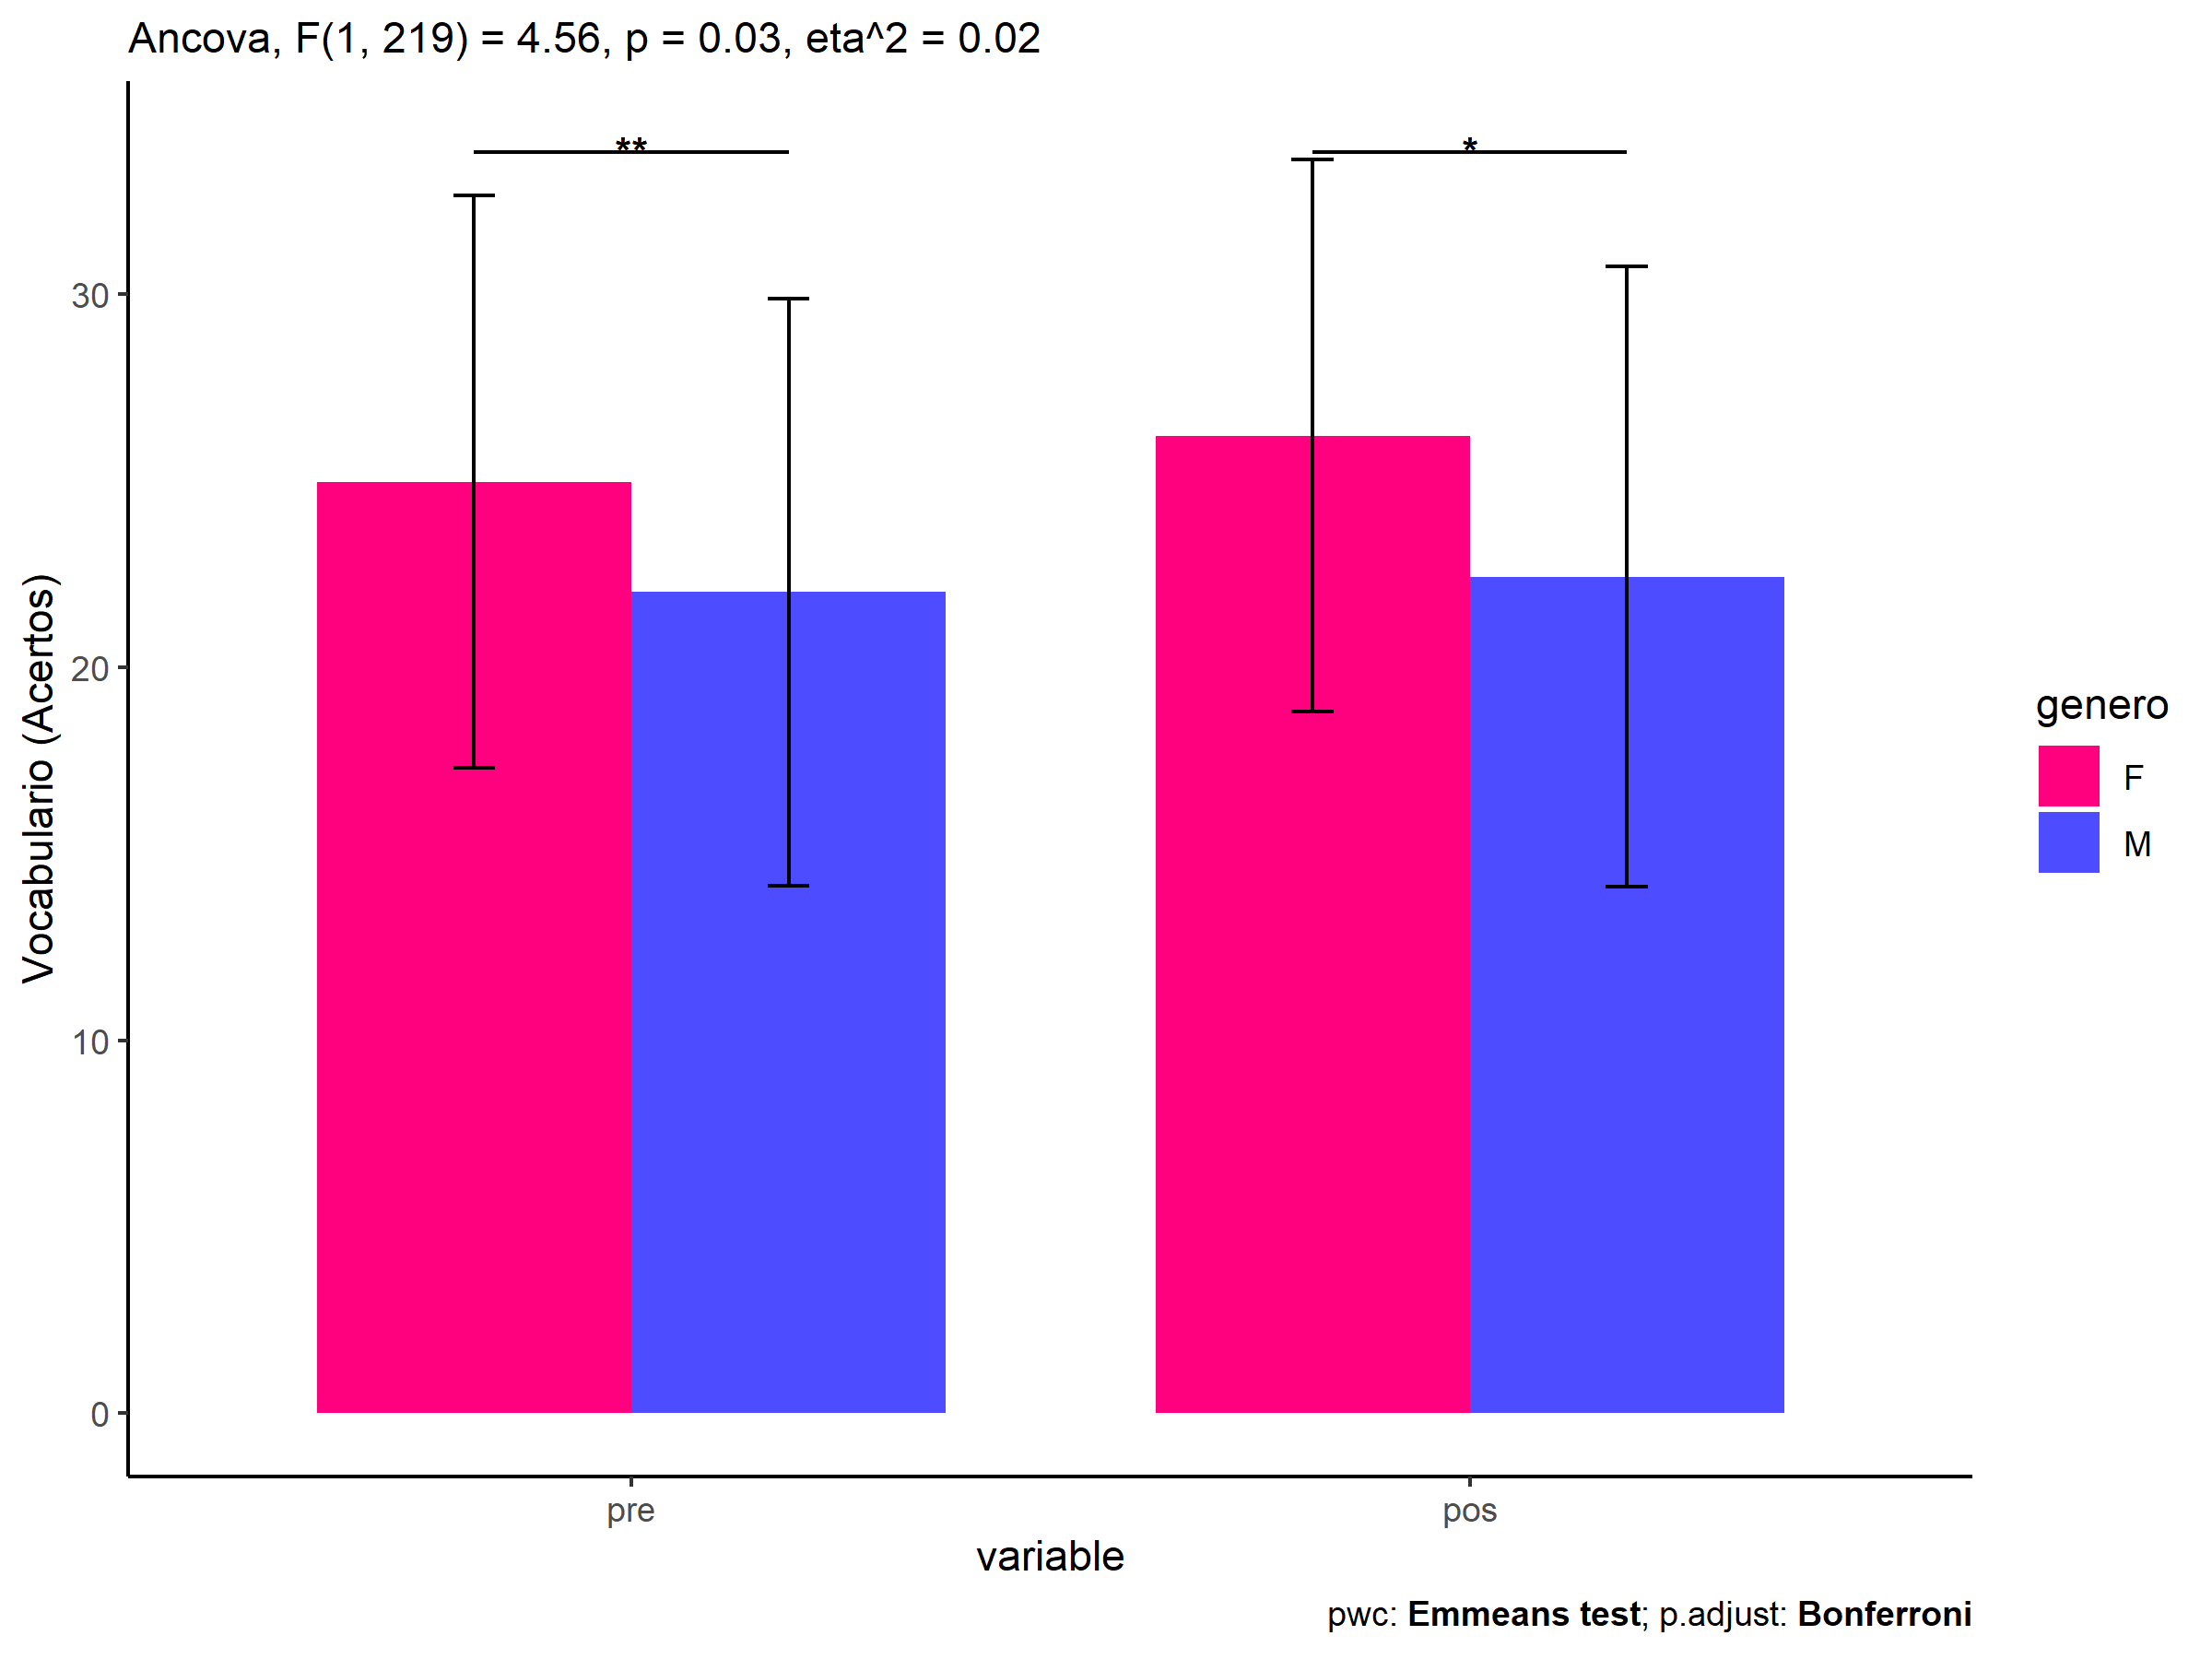 Ancova, F(1, 219) = 4.56, p = 0.03, eta^2 = 0.02
**
*
30
20
10
0
Vocabulario (Acertos)
pre
pos
variable
genero
F
M
pwc: Emmeans test; p.adjust: Bonferroni